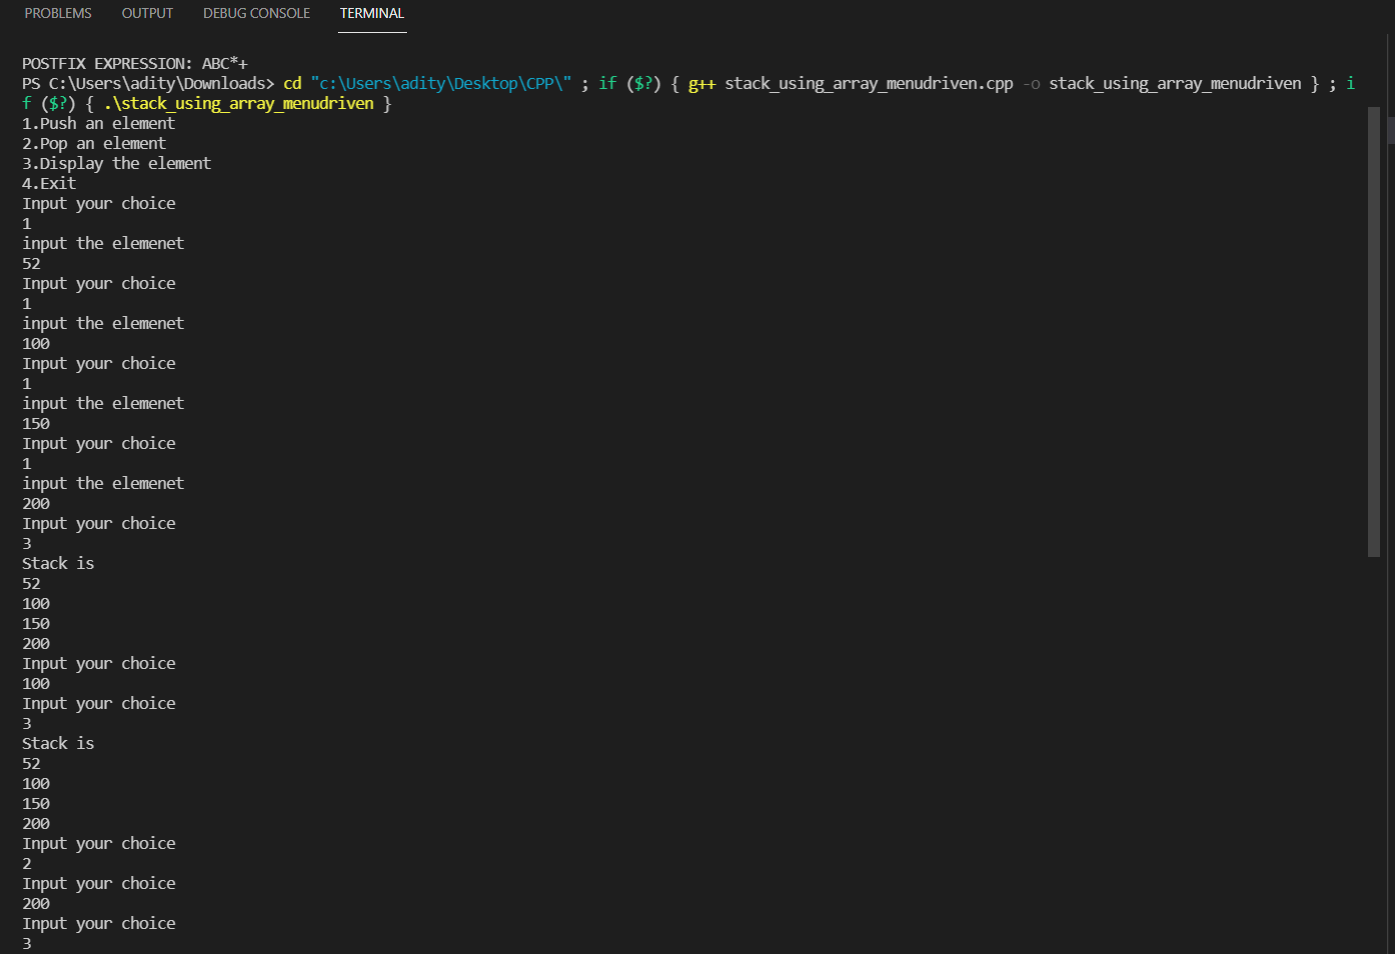 PROBLEMS OUTPUT DEBUG CONSOLE TERMINAL
POSTFIX EXPRESSION: ABC*+
PS C:\Users\adity\Downloads> cd "c:\Users\adity\Desktop\CPP\" ; if ($?) { g++ stack_using_array_menudriven.cpp -o stack_using_array_menudriven } ; i
f ($?) { .\stack_using_array_menudriven }
1.Push an element
2.Pop an element
3.Display the element
4.Exit
Input your choice
1
input the elemenet
52
Input your choice
1
input the elemenet
100
Input your choice
1
input the elemenet
150
Input your choice
1
input the elemenet
200
Input your choice
3
Stack is
52
100
150
200
Input your choice
100
Input your choice
3
Stack is
52
100
150
200
Input your choice
2
Input your choice
200
Input your choice
3